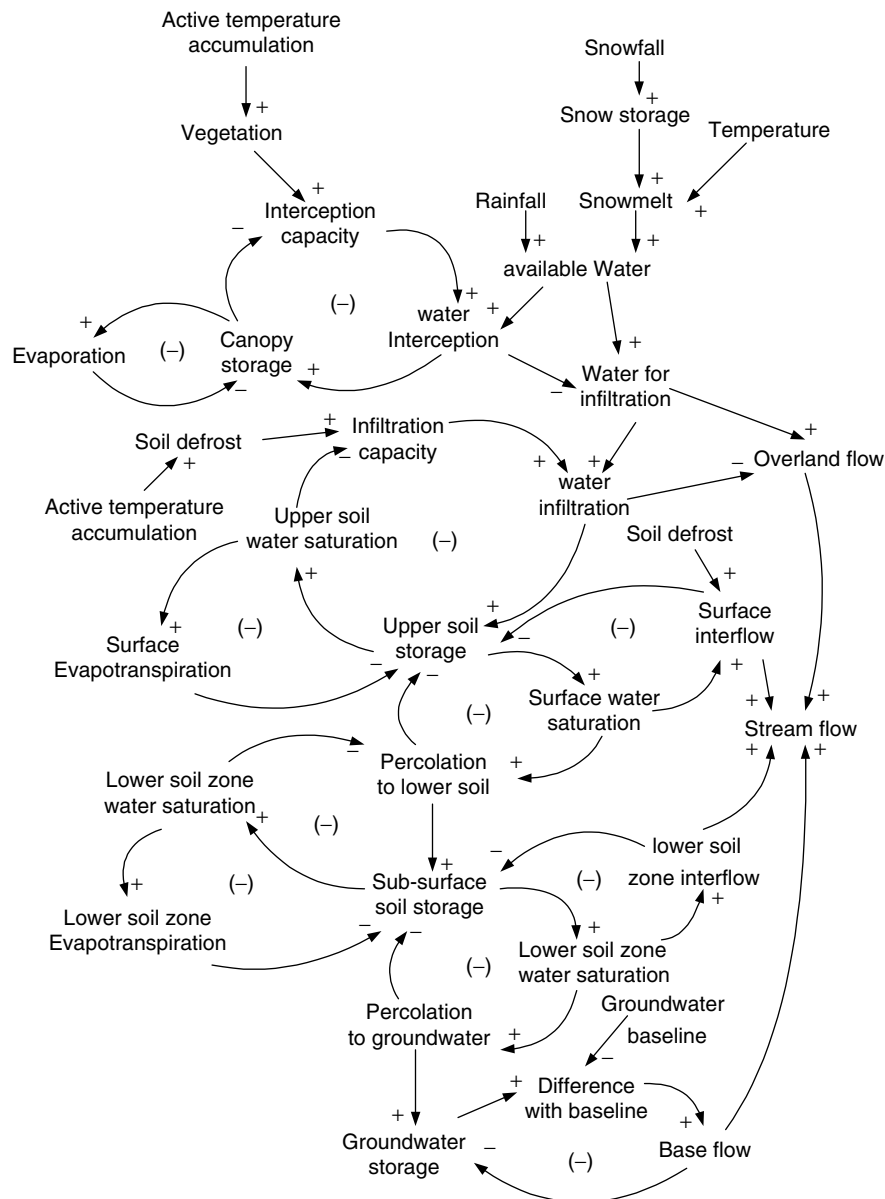 Active temperature
accumulation
+
Vegetation
+
Interception
capacity
−
Snowfall
+
Snow storage
Temperature
+
Snowmelt
+
Rainfall
+
+
available Water
+
+
water
Interception
(−)
+
Evaporation
(−)
Canopy
storage
+
−
+
−
Water for
infiltration
+
Soil defrost
+
Infiltration
capacity
−
+
Active temperature
accumulation
+
+
water
infiltration
+
−
Overland flow
Upper soil
water saturation
(−)
+
Soil defrost
+
Surface
interflow
+
Surface
Evapotranspiration
(−)
−
+
Upper soil
storage
−
(−)
−
+
Surface water
saturation
+
(−)
+
+
Stream flow
+
+
Lower soil zone
water saturation
+
−
Percolation
to lower soil
+
(−)
+
Lower soil zone
Evapotranspiration
(−)
−
+
Sub-surface
soil storage
−
−
(−)
lower soil
zone interflow
+
+
Lower soil zone
water saturation
(−)
Percolation
to groundwater
+
Groundwater
baseline
−
+
Groundwater
storage
+
Difference
with baseline
+
Base flow
−
(−)